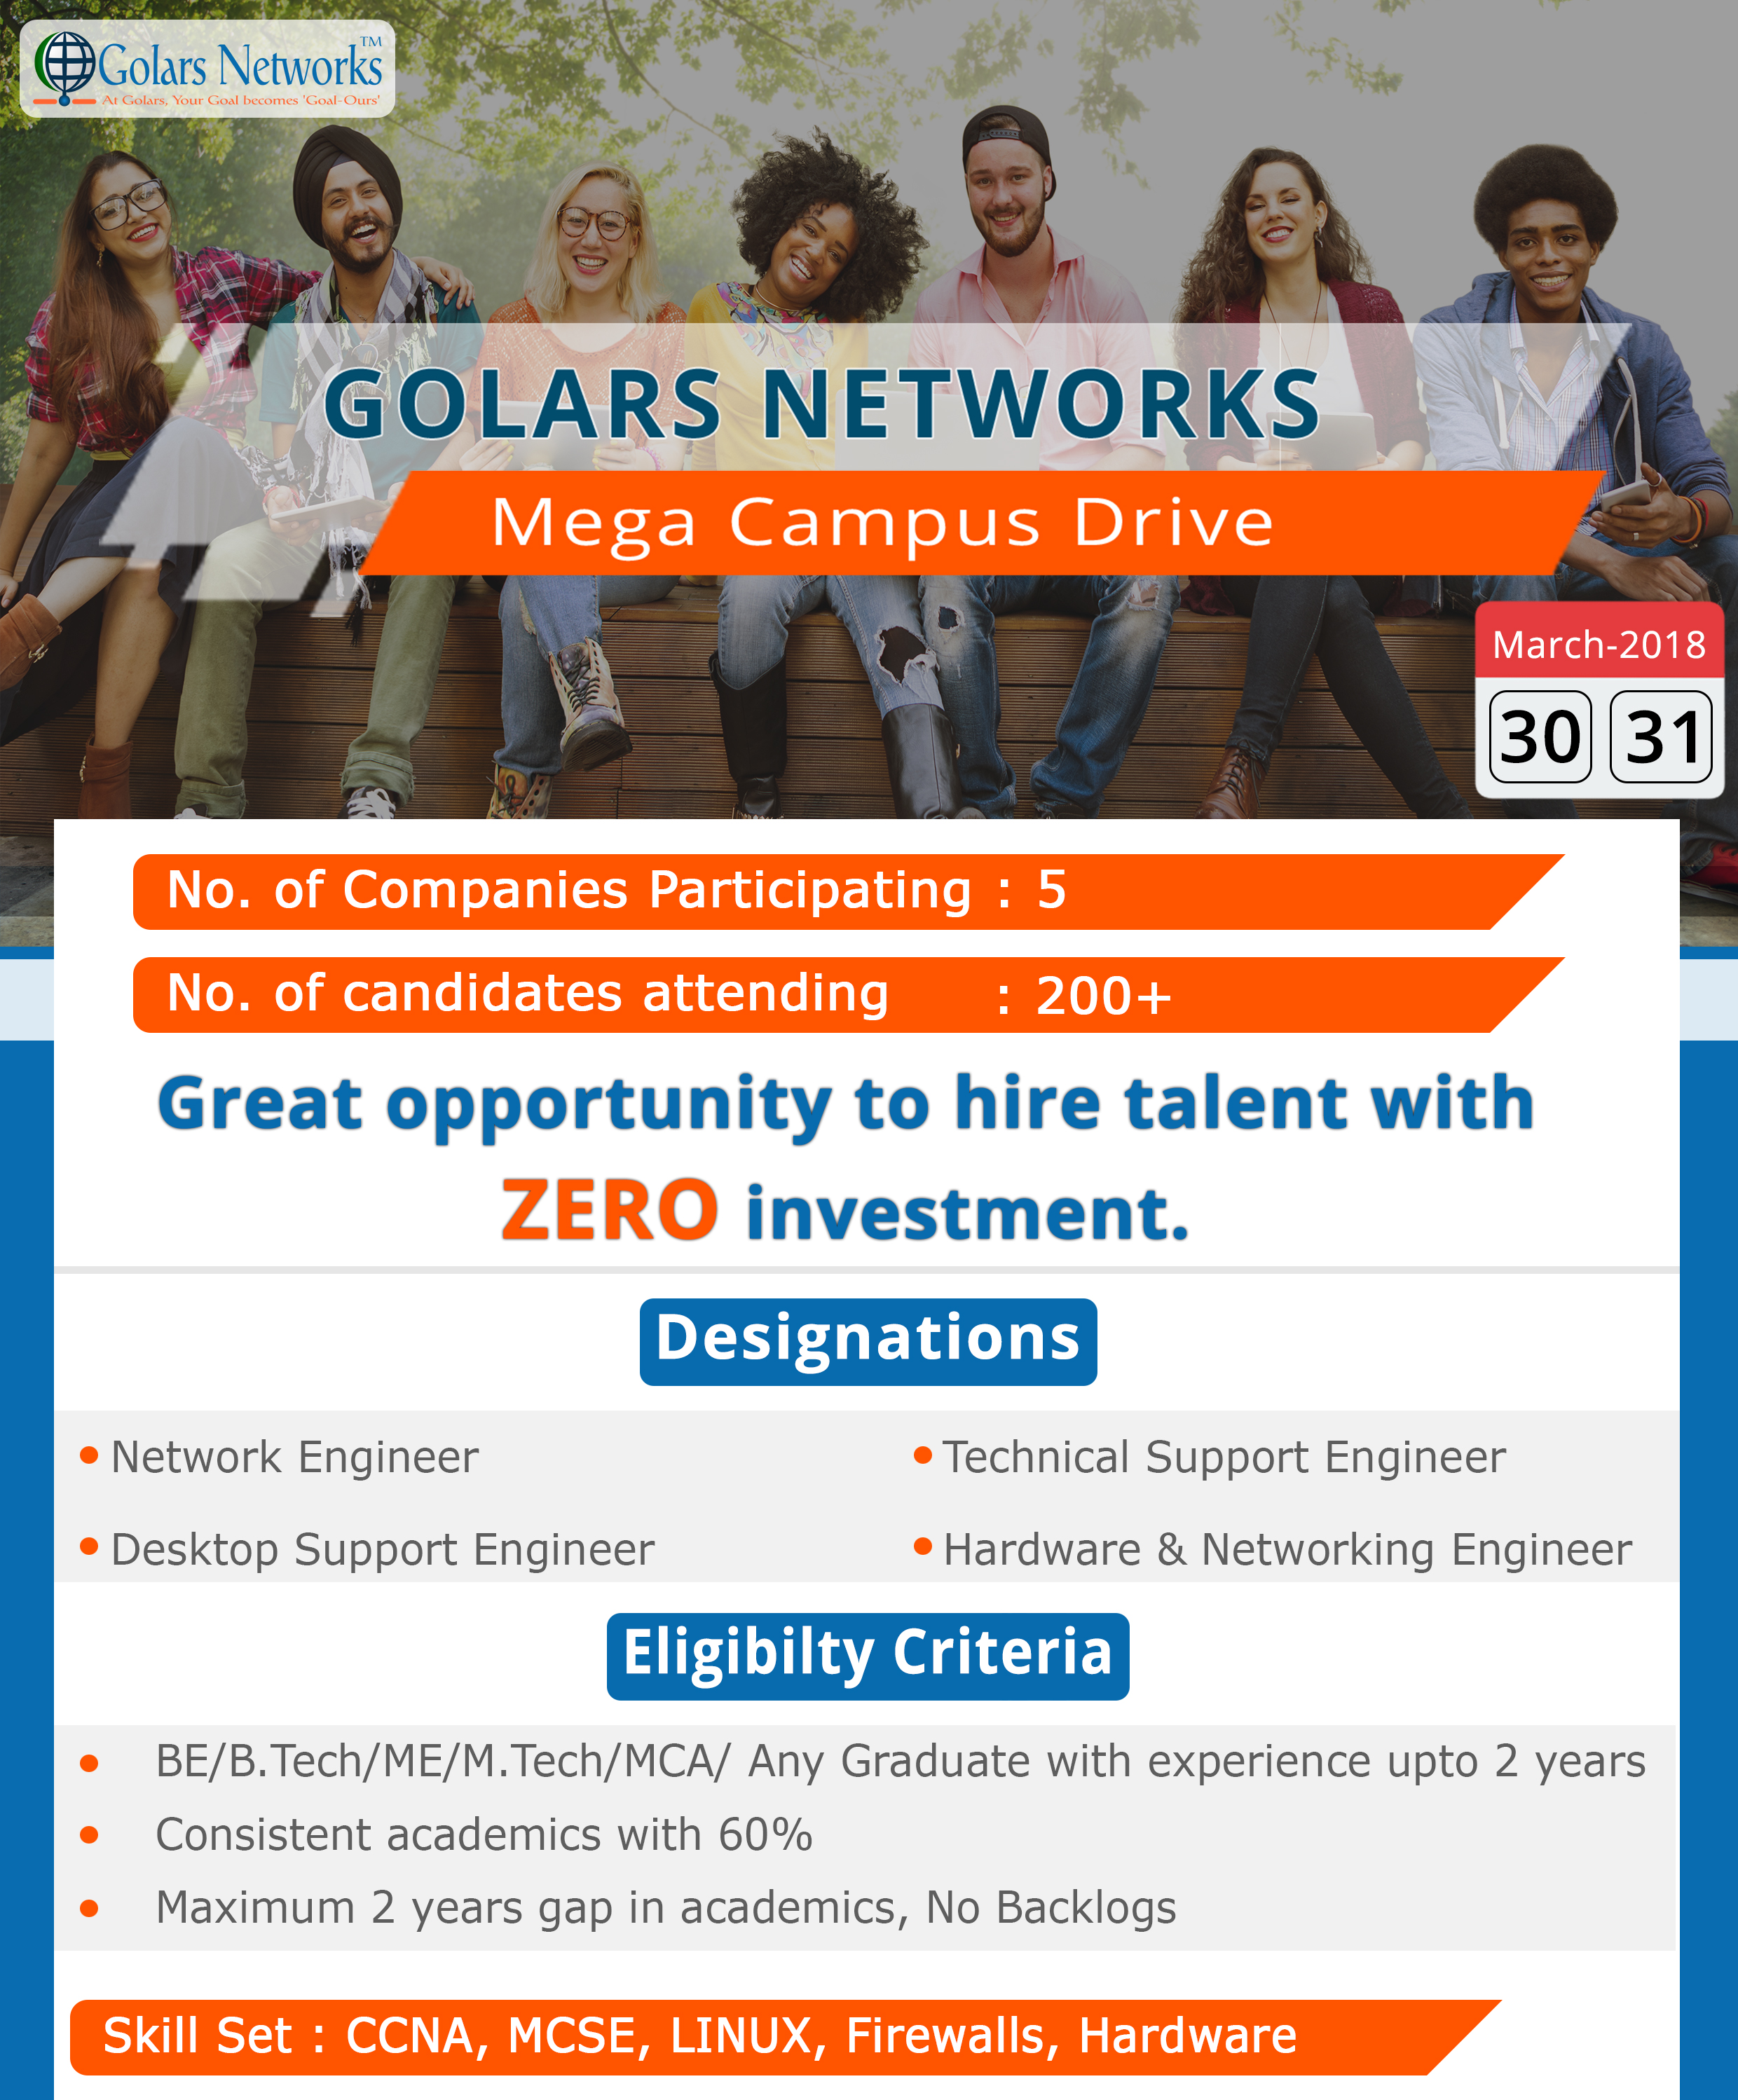 Golars Networks™
At Golars, Your Goal becomes 'Goal-Ours'
GOLARS NETWORKS
Mega Campus Drive
March-2018
30 31
No. of Companies Participating : 5
No. of candidates attending : 200+
Great opportunity to hire talent with
ZERO investment.
Designations
Network Engineer
Technical Support Engineer
Desktop Support Engineer
Hardware & Networking Engineer
Eligibilty Criteria
BE/B.Tech/ME/M.Tech/MCA/ Any Graduate with experience upto 2 years
Consistent academics with 60%
Maximum 2 years gap in academics, No Backlogs
Skill Set : CCNA, MCSE, LINUX, Firewalls, Hardware